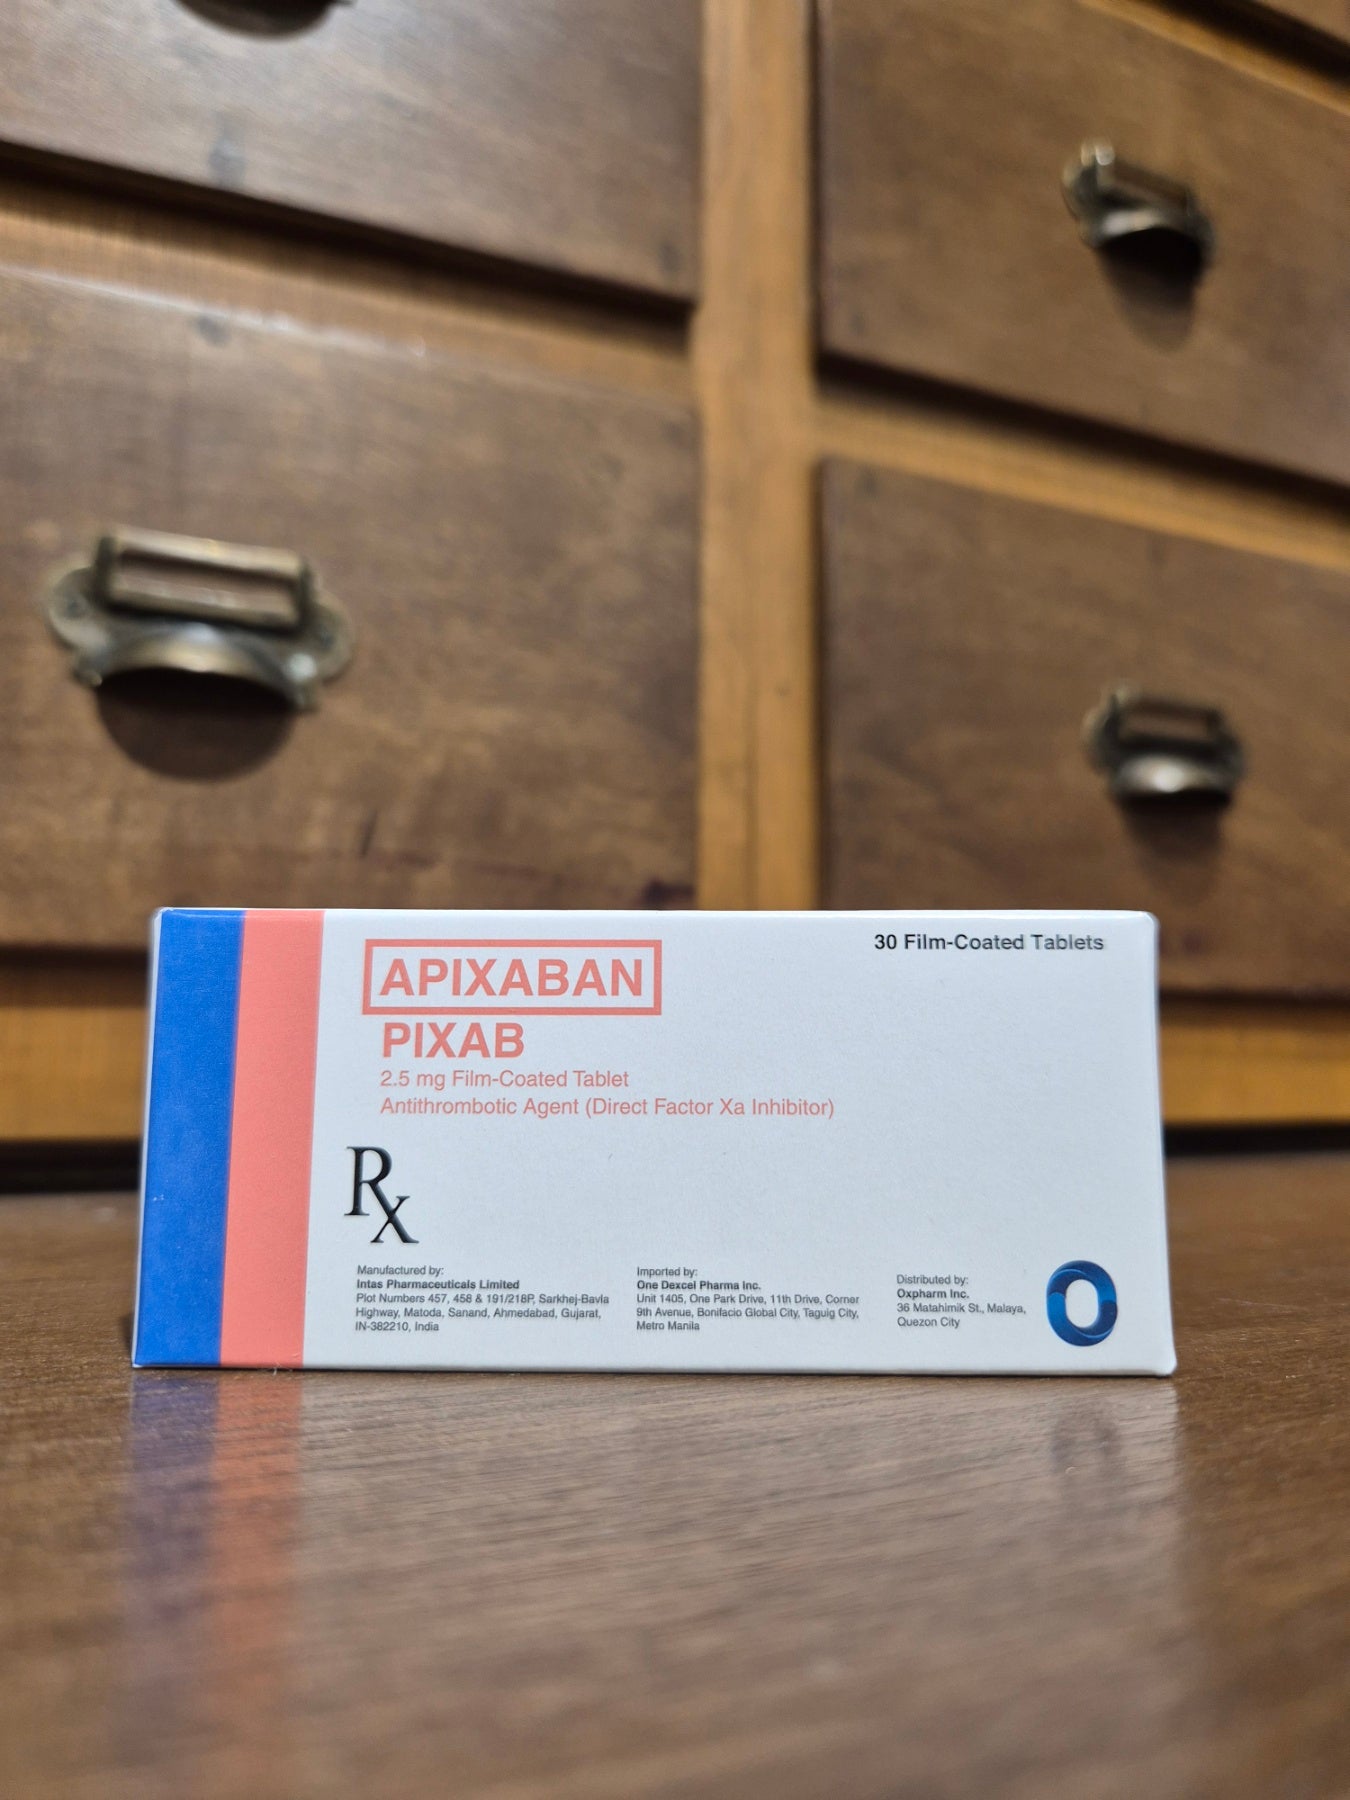 30 Film-Coated Tablets
APIXABAN
PIXAB
2.5 mg Film-Coated Tablet
Antithrombotic Agent (Direct Factor Xa Inhibitor)
Rx
Manufactured by:
Intas Pharmaceuticals Limited
Plot Numbers 457, 458 & 191/218P, Sarkhej-Bavla
Highway, Matoda, Sanand, Ahmedabad, Gujarat,
IN-382210, India
Imported by:
One Dexcel Pharma Inc.
Unit 1405, One Park Drive, 11th Drive, Corner
9th Avenue, Bonifacio Global City, Taguig City,
Metro Manila
Distributed by:
Oxpharm Inc.
36 Matahimik St., Malaya,
Quezon City